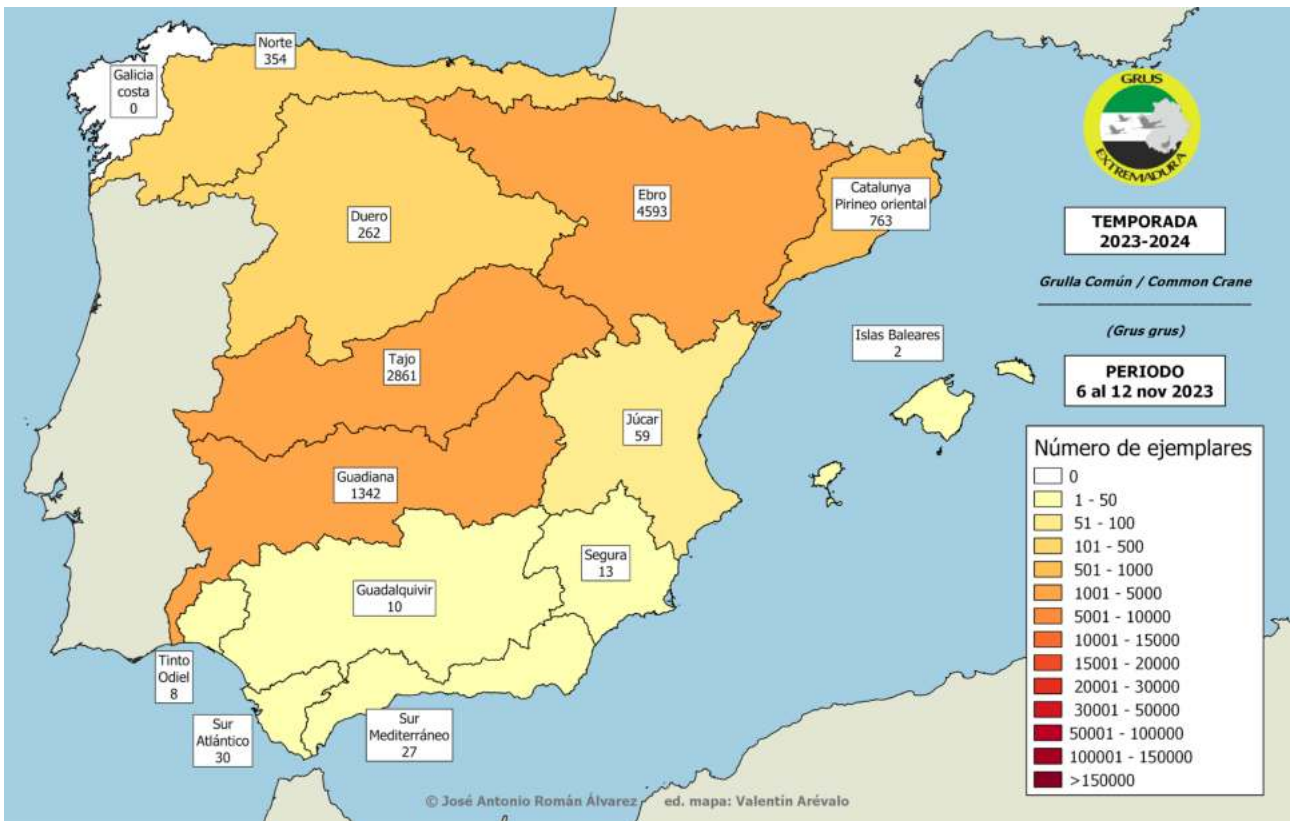 Norte
354
Galicia
costa
0
Duero
262
Ebro
4593
Catalunya
Pirineo oriental
763
Tajo
2861
Júcar
59
Guadiana
1342
Segura
13
Guadalquivir
10
Tinto
Odiel
8
Sur
Atlántico
30
Sur
Mediterráneo
27
Islas Baleares
2
GRUS
EXTREMADURA
TEMPORADA
2023-2024
Grulla Común / Common Crane
(Grus grus)
PERIODO
6 al 12 nov 2023
Número de ejemplares
0
1 - 50
51 - 100
101 - 500
501 - 1000
1001 - 5000
5001 - 10000
10001 - 15000
15001 - 20000
20001 - 30000
30001 - 50000
50001 - 100000
100001 - 150000
>150000
© José Antonio Román Álvarez ed. mapa: Valentín Arévalo